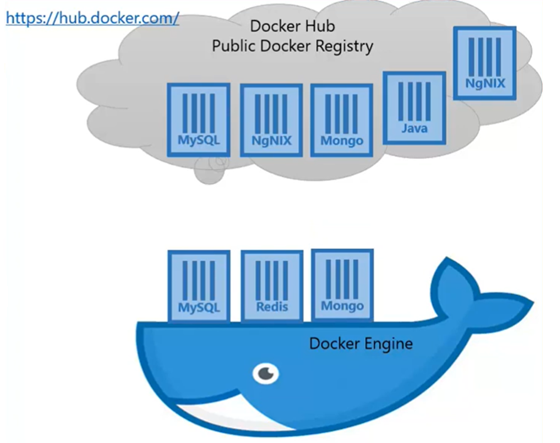 https://hub.docker.com/
Docker Hub
Public Docker Registry
NgNIX
Java
MySQL
NgNIX
Mongo
MySQL
Redis
Mongo
Docker Engine